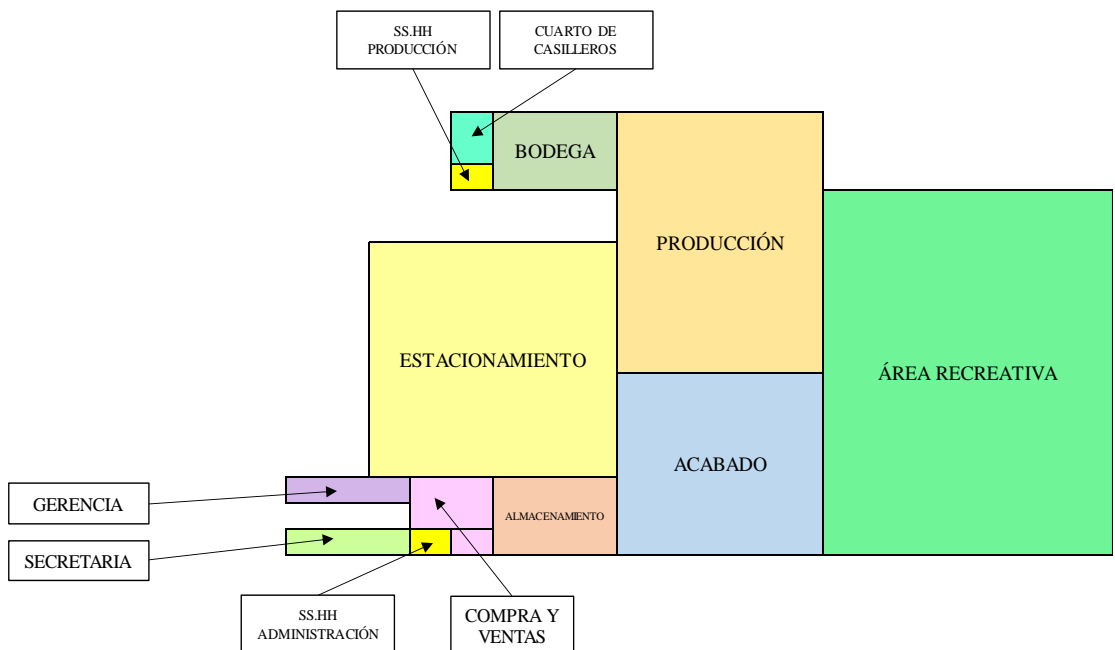 SS.HH
PRODUCCIÓN
CUARTO DE
CASILLEROS
BODEGA
PRODUCCIÓN
ESTACIONAMIENTO
ÁREA RECREATIVA
ACABADO
GERENCIA
ALMACENAMIENTO
SECRETARIA
SS.HH
ADMINISTRACIÓN
COMPRA Y
VENTAS